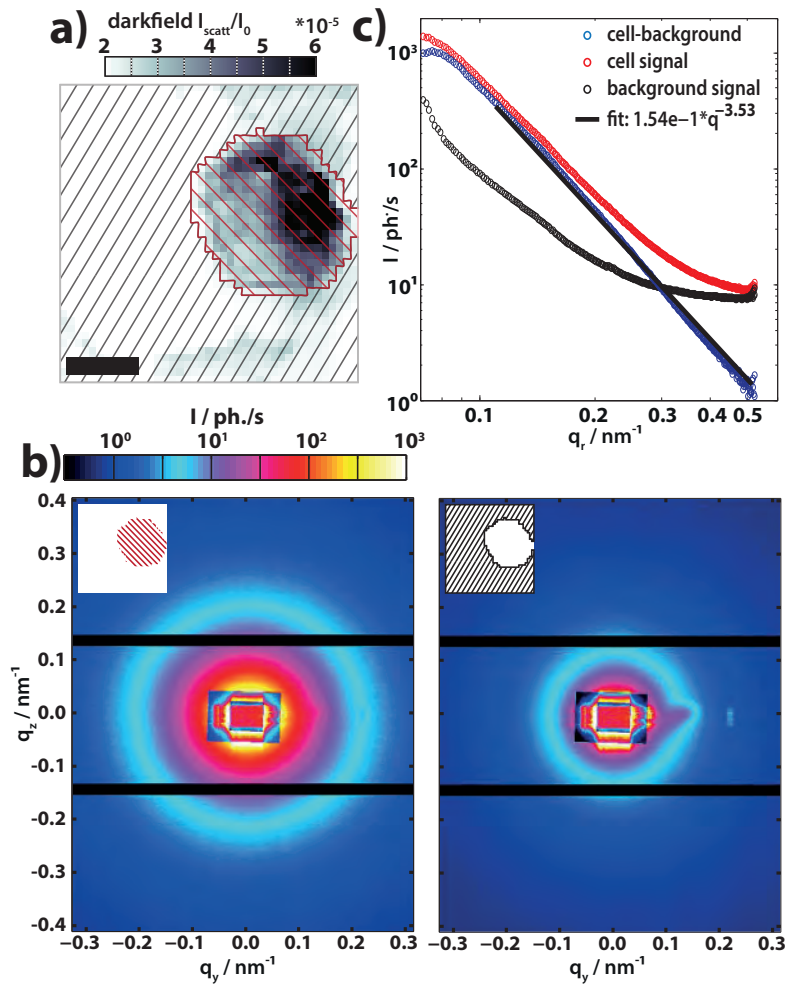 a)
darkfield I_scatt/I_0 *10^-5
2 3 4 5 6
c)
cell-background
cell signal
background signal
fit: 1.54e−1*q^−3.53
I / ph./s
10^3
10^2
10^1
10^0
0.1 0.2 0.3 0.4 0.5
q_r / nm^-1
b)
I / ph./s
10^0 10^1 10^2 10^3
q_z / nm^-1
0.4
0.3
0.2
0.1
0.0
-0.1
-0.2
-0.3
-0.4
−0.3 −0.2 −0.1 0.0 0.1 0.2 0.3
q_y / nm^-1
−0.3 −0.2 −0.1 0.0 0.1 0.2 0.3
q_y / nm^-1